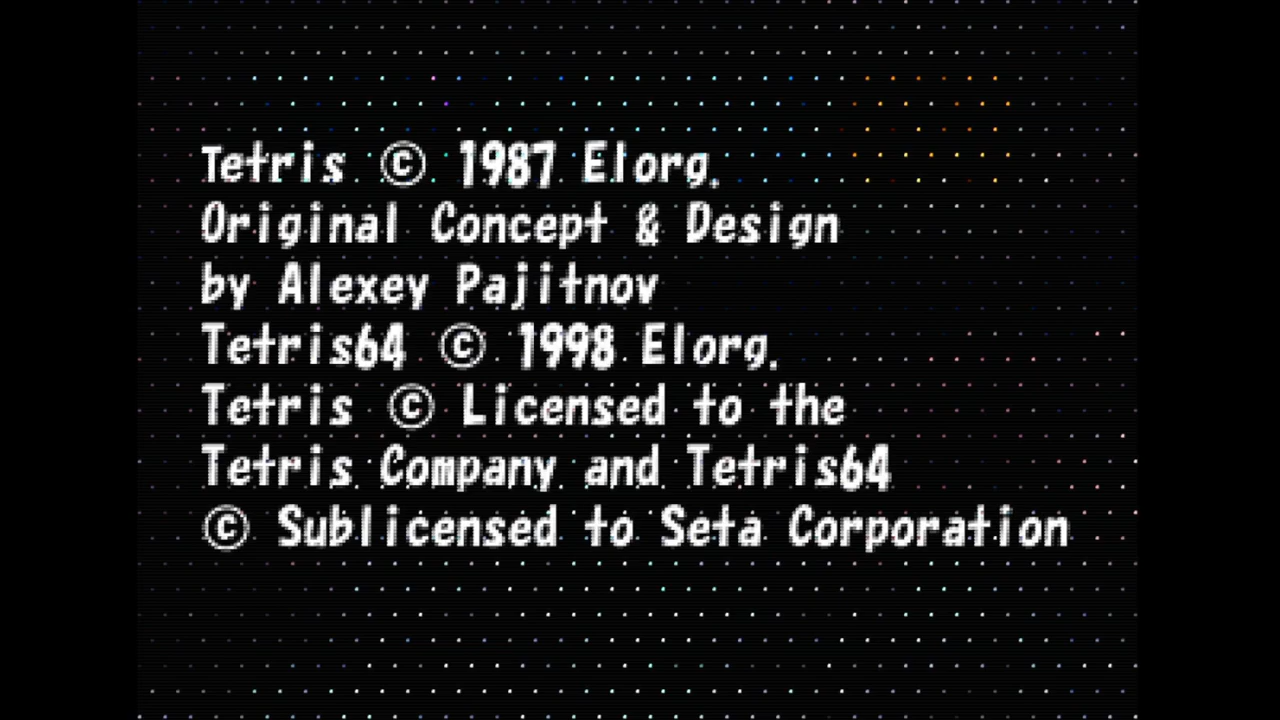 Tetris © 1987 Elorg.
Original Concept & Design
by Alexey Pajitnov
Tetris64 © 1998 Elorg.
Tetris © Licensed to the
Tetris Company and Tetris64
© Sublicensed to Seta Corporation